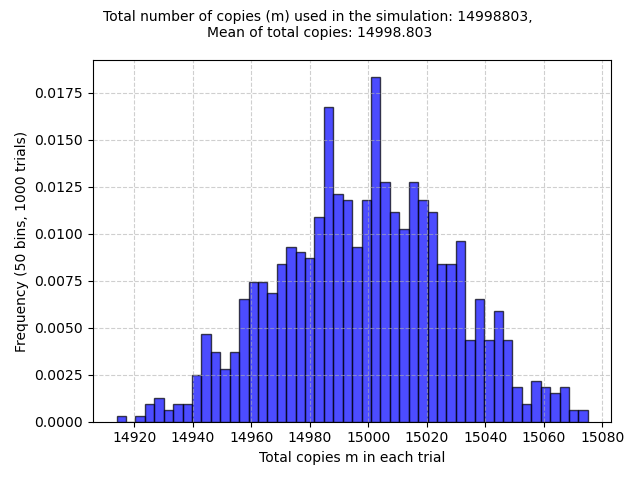 Total number of copies (m) used in the simulation: 14998803,
Mean of total copies: 14998.803
0.0175
0.0150
0.0125
0.0100
0.0075
0.0050
0.0025
0.0000
Frequency (50 bins, 1000 trials)
14920 14940 14960 14980 15000 15020 15040 15060 15080
Total copies m in each trial